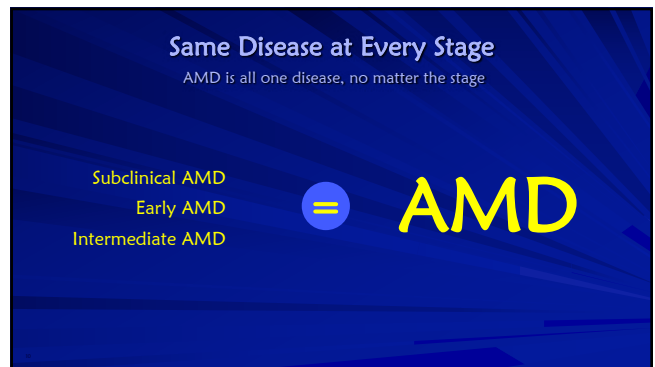 Same Disease at Every Stage
AMD is all one disease, no matter the stage
Subclinical AMD
Early AMD
Intermediate AMD
=
AMD